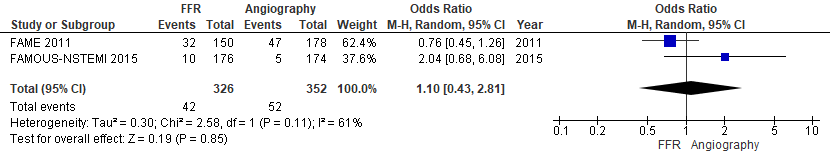 FFR Angiography Odds Ratio Odds Ratio
Study or Subgroup Events Total Events Total Weight M-H, Random, 95% CI Year M-H, Random, 95% CI
FAME 2011 32 150 47 178 62.4% 0.76 [0.45, 1.26] 2011
FAMOUS-NSTEMI 2015 10 176 5 174 37.6% 2.04 [0.68, 6.08] 2015
Total (95% CI) 326 352 100.0% 1.10 [0.43, 2.81]
Total events 42 52
Heterogeneity: Tau² = 0.30; Chi² = 2.58, df = 1 (P = 0.11); I² = 61%
Test for overall effect: Z = 0.19 (P = 0.85)
0.1 0.2 0.5 1 2 5 10
FFR Angiography